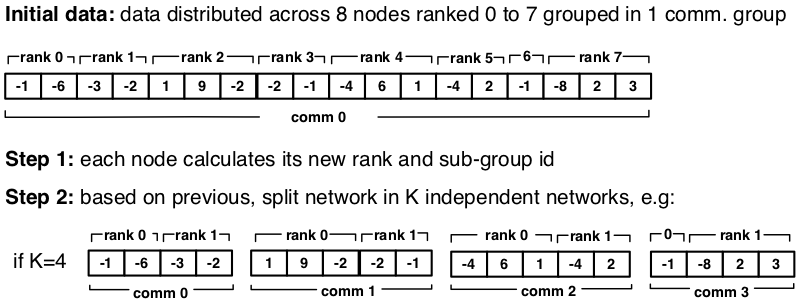 Initial data: data distributed across 8 nodes ranked 0 to 7 grouped in 1 comm. group
rank 0 rank 1 rank 2 rank 3 rank 4 rank 5 6 rank 7
-1 -6 -3 -2 1 9 -2 -2 -1 -4 6 1 -4 2 -1 -8 2 3
comm 0
Step 1: each node calculates its new rank and sub-group id
Step 2: based on previous, split network in K independent networks, e.g:
rank 0 rank 1 rank 0 rank 1 rank 0 rank 1 0 rank 1
if K=4 -1 -6 -3 -2 1 9 -2 -2 -1 -4 6 1 -4 2 -1 -8 2 3
comm 0 comm 1 comm 2 comm 3